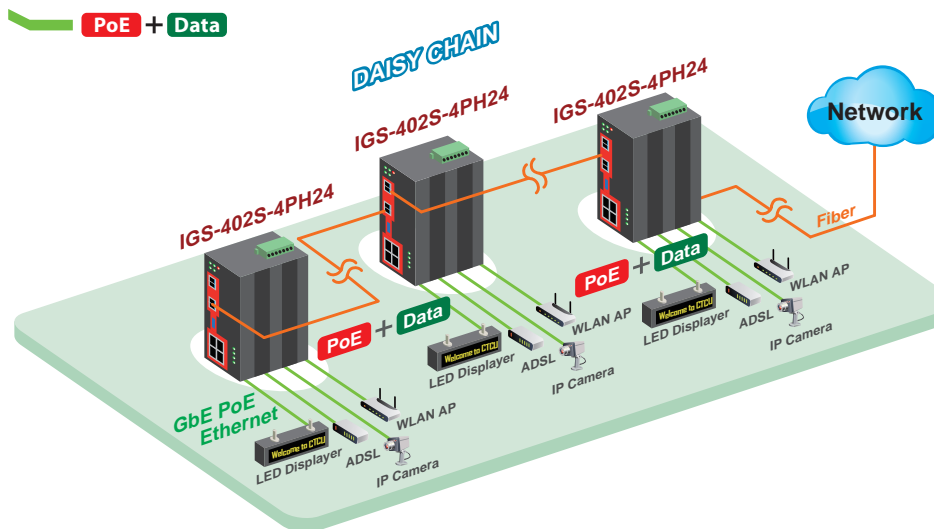 PoE + Data
DAISY CHAIN
IGS-402S-4PH24
IGS-402S-4PH24
IGS-402S-4PH24
Network
Fiber
PoE + Data
PoE + Data
WLAN AP
ADSL
LED Displayer
IP Camera
Welcome to CTCU
WLAN AP
ADSL
LED Displayer
IP Camera
Welcome to CTCU
GbE PoE
Ethernet
WLAN AP
ADSL
LED Displayer
IP Camera
Welcome to CTCU